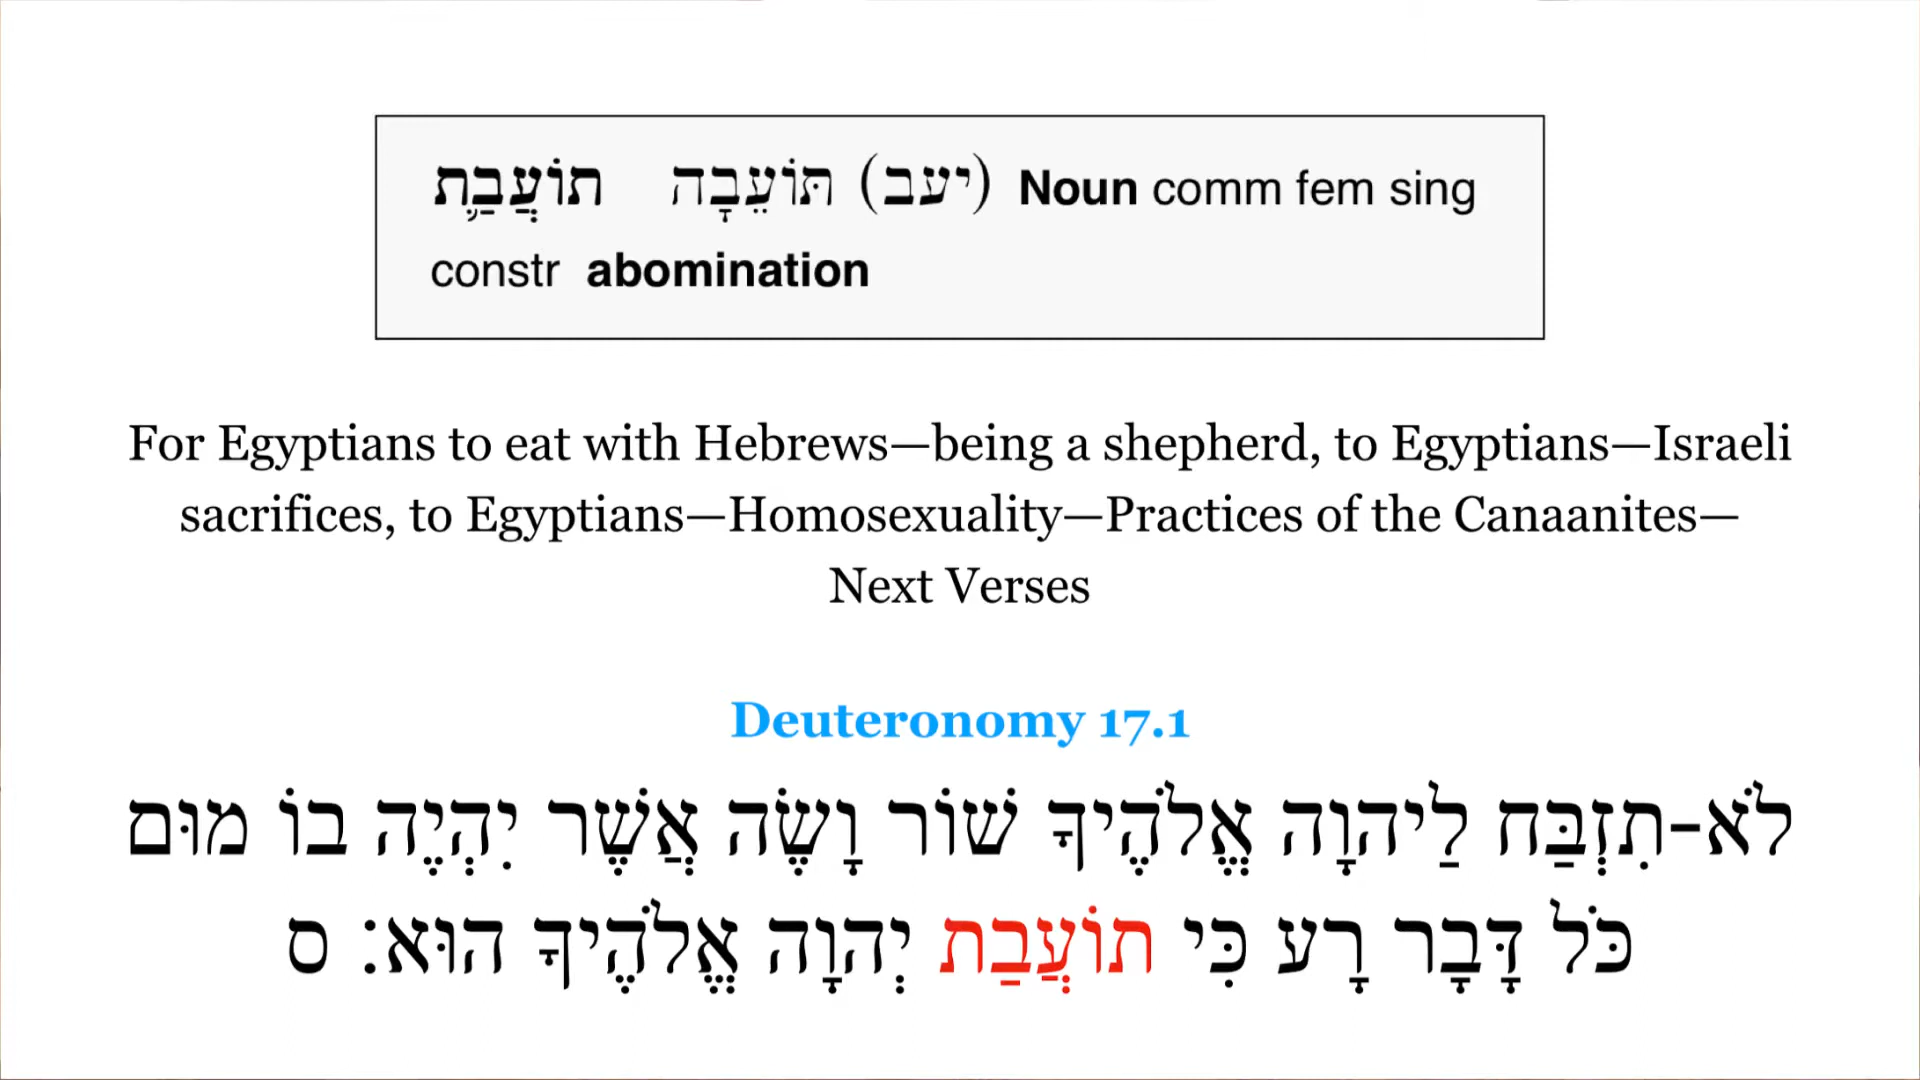 תוֹעֲבַ֥ת תּוֹעֵבָה (יעב) Noun comm fem sing
constr abomination
For Egyptians to eat with Hebrews—being a shepherd, to Egyptians—Israeli
sacrifices, to Egyptians—Homosexuality—Practices of the Canaanites—
Next Verses
Deuteronomy 17.1
לֹא-תִזְבַּח לַיהוָה אֱלֹהֶיךָ שׁוֹר וָשֶׂה אֲשֶׁר יִהְיֶה בוֹ מוּם
כֹּל דָּבָר רָע כִּי תוֹעֲבַת יְהוָה אֱלֹהֶיךָ הוּא׃ ס